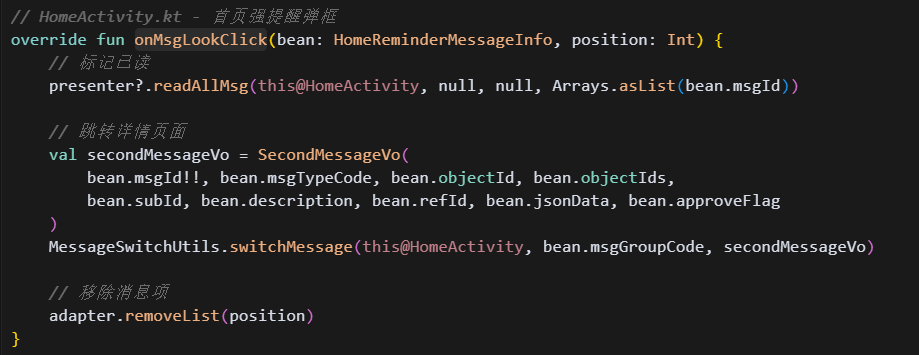 // HomeActivity.kt - 首页强提醒弹框
override fun onMsgLookClick(bean: HomeReminderMessageInfo, position: Int) {
    // 标记已读
    presenter?.readAllMsg(this@HomeActivity, null, null, Arrays.asList(bean.msgId))

    // 跳转详情页面
    val secondMessageVo = SecondMessageVo(
        bean.msgId!!, bean.msgTypeCode, bean.objectId, bean.objectIds,
        bean.subId, bean.description, bean.refId, bean.jsonData, bean.approveFlag
    )
    MessageSwitchUtils.switchMessage(this@HomeActivity, bean.msgGroupCode, secondMessageVo)

    // 移除消息项
    adapter.removeList(position)
}